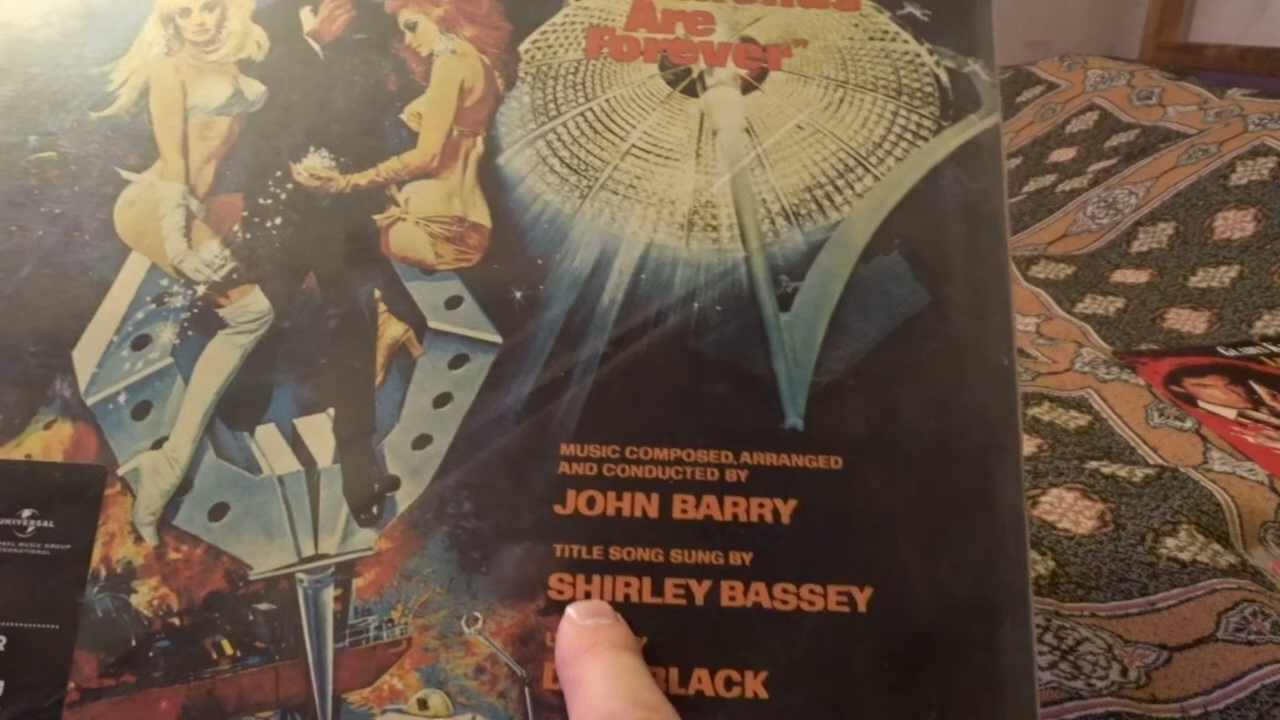 Are
Forever"
MUSIC COMPOSED, ARRANGED
AND CONDUCTED BY
JOHN BARRY
TITLE SONG SUNG BY
SHIRLEY BASSEY
BLACK
UNIVERSAL